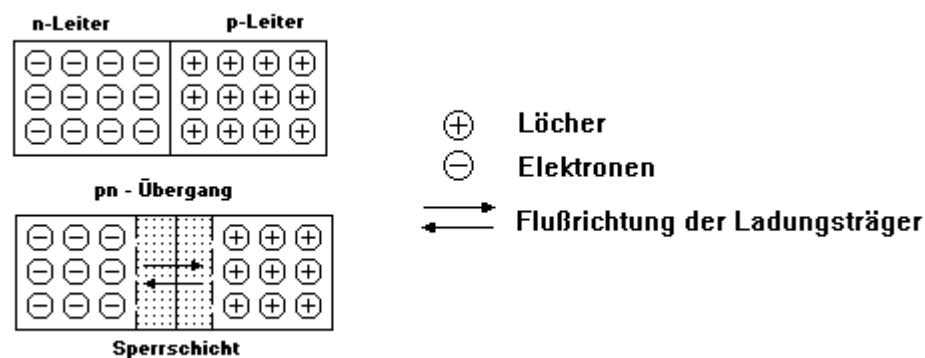 n-Leiter p-Leiter
pn - Übergang
Sperrschicht
Löcher
Elektronen
Flußrichtung der Ladungsträger